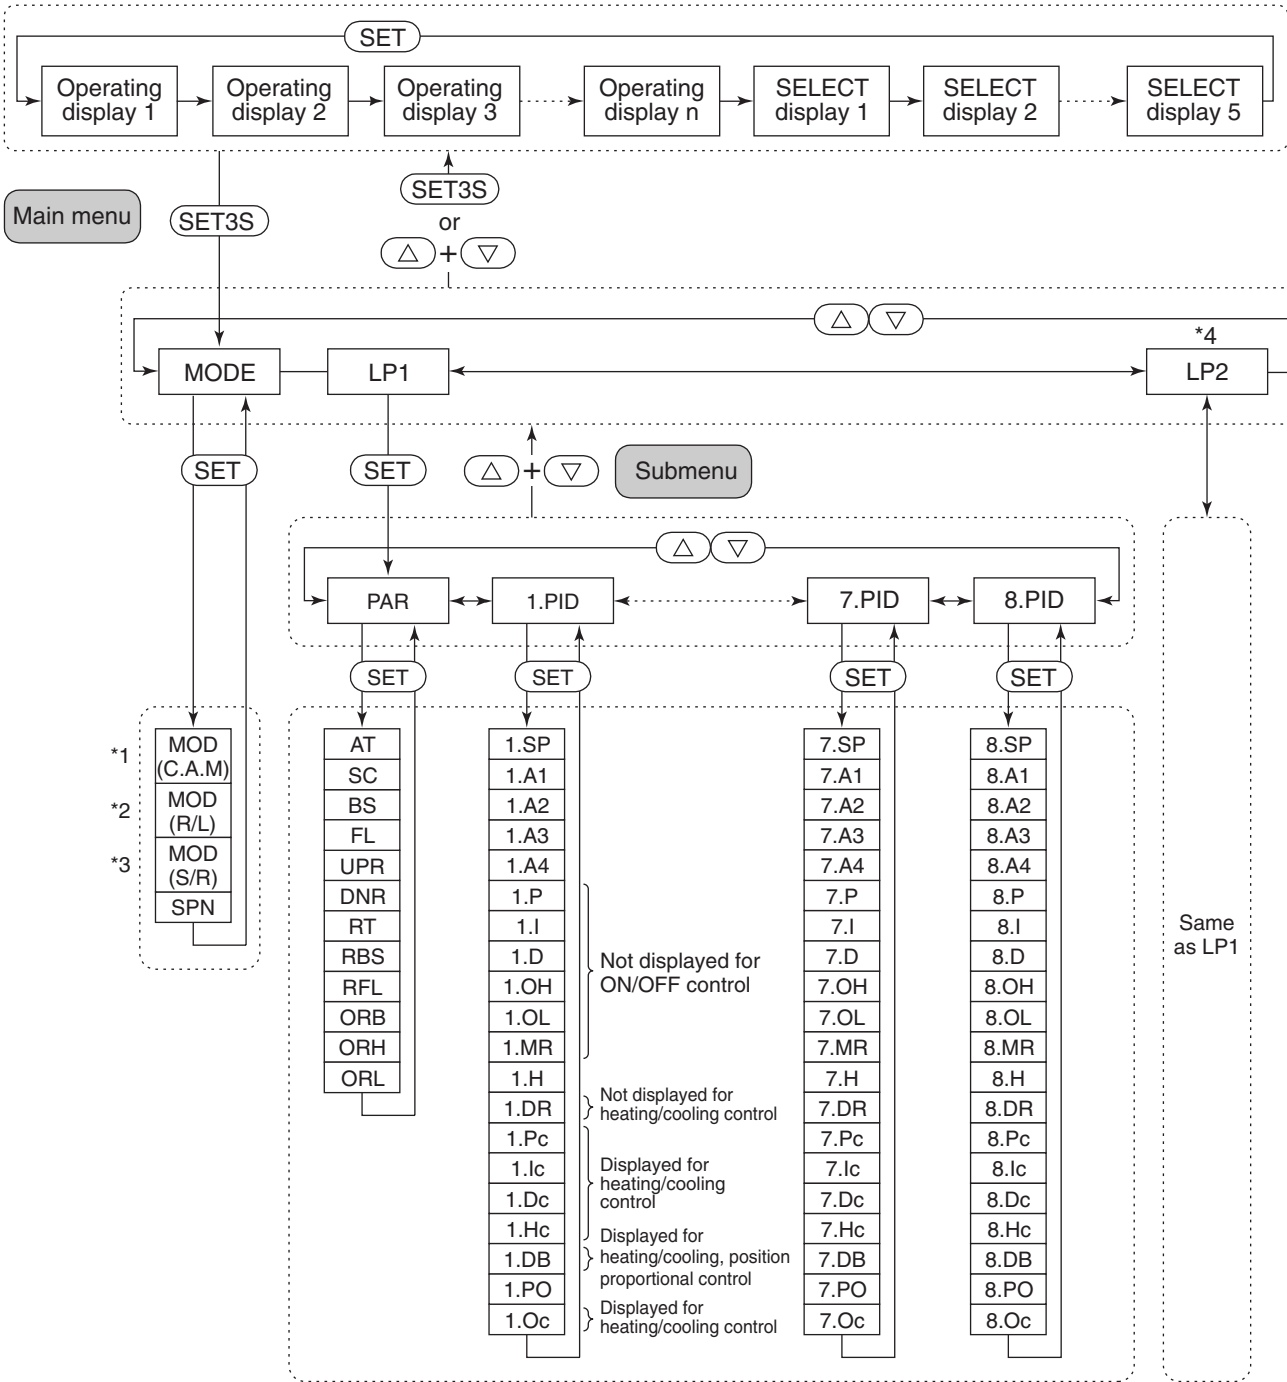 SET
Operating
display 1
Operating
display 2
Operating
display 3
Operating
display n
SELECT
display 1
SELECT
display 2
SELECT
display 5
Main menu
SET3S
SET3S
or
△ + ▽
△ ▽
MODE
LP1
*4
LP2
SET
SET
△ + ▽
Submenu
△ ▽
PAR
1.PID
7.PID
8.PID
SET
SET
SET
SET
*1
MOD
(C.A.M)
*2
MOD
(R/L)
*3
MOD
(S/R)
SPN
AT
SC
BS
FL
UPR
DNR
RT
RBS
RFL
ORB
ORH
ORL
1.SP
1.A1
1.A2
1.A3
1.A4
1.P
1.I
1.D
1.OH
1.OL
1.MR
1.H
1.DR
1.Pc
1.Ic
1.Dc
1.Hc
1.DB
1.PO
1.Oc
Not displayed for
ON/OFF control
Not displayed for
heating/cooling control
Displayed for
heating/cooling
control
Displayed for
heating/cooling, position
proportional control
Displayed for
heating/cooling control
7.SP
7.A1
7.A2
7.A3
7.A4
7.P
7.I
7.D
7.OH
7.OL
7.MR
7.H
7.DR
7.Pc
7.Ic
7.Dc
7.Hc
7.DB
7.PO
7.Oc
8.SP
8.A1
8.A2
8.A3
8.A4
8.P
8.I
8.D
8.OH
8.OL
8.MR
8.H
8.DR
8.Pc
8.Ic
8.Dc
8.Hc
8.DB
8.PO
8.Oc
Same
as LP1